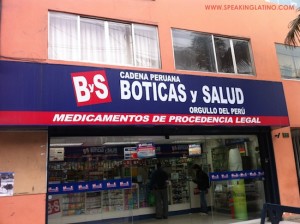 WWW.SPEAKINGLATINO.COM
ByS
CADENA PERUANA
BOTICAS y SALUD
ORGULLO DEL PERÚ
MEDICAMENTOS DE PROCEDENCIA LEGAL